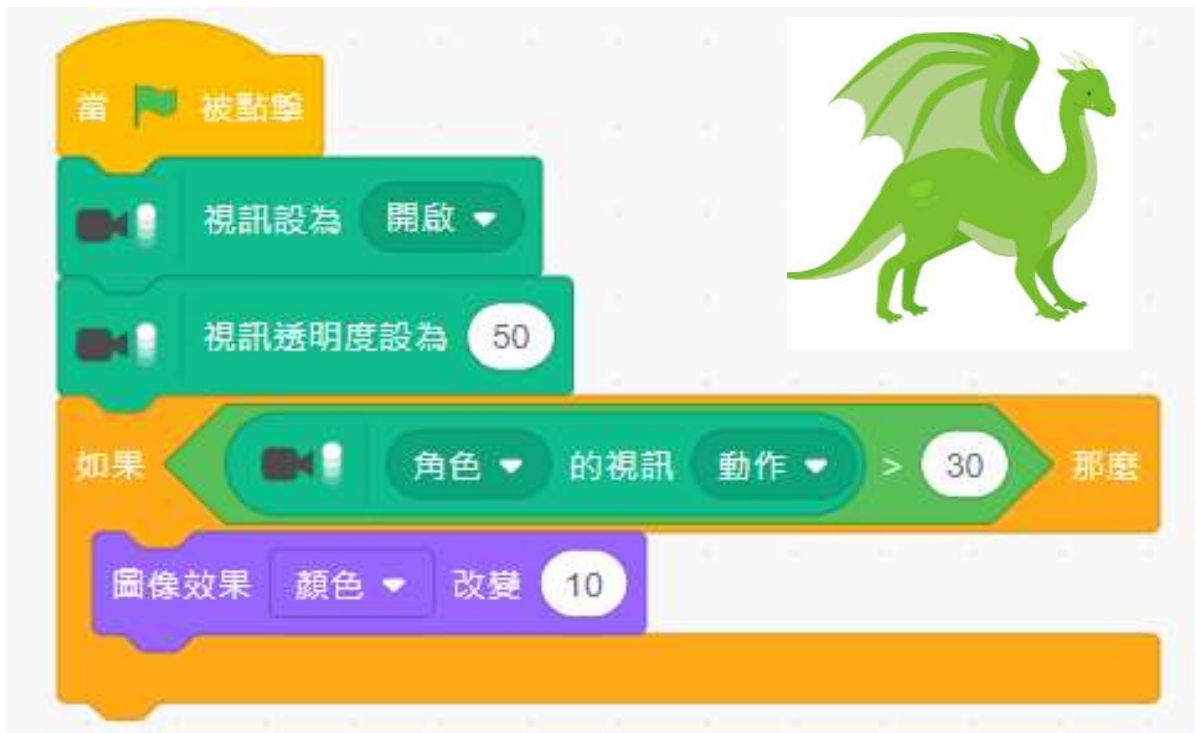 當 被點擊
視訊設為 開啟
視訊透明度設為 50
如果 角色 的視訊 動作 > 30 那麼
圖像效果 顏色 改變 10